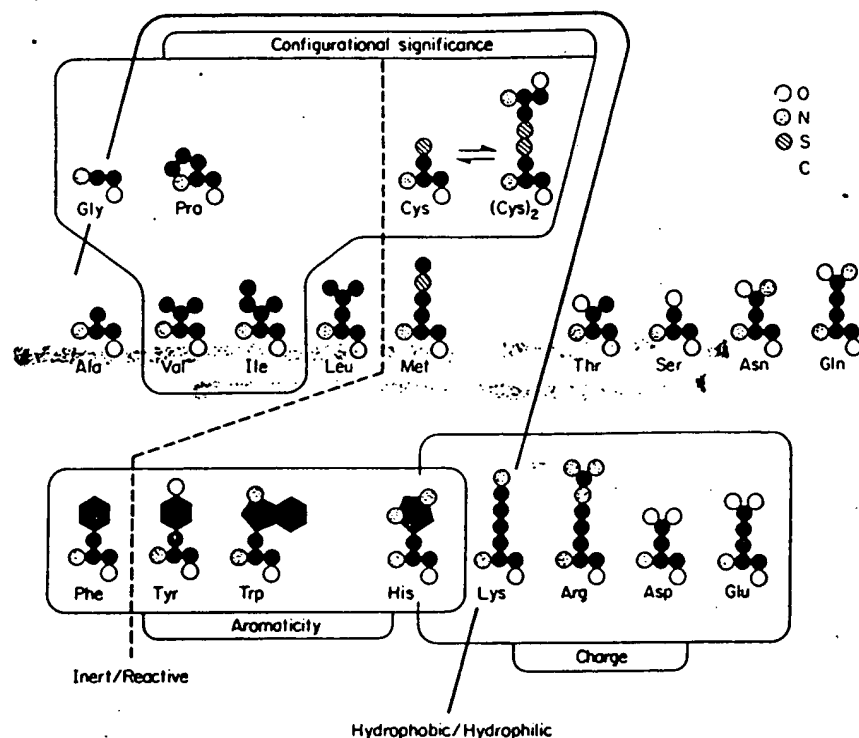 Configurational significance
O
N
S
C
Gly
Pro
Cys
(Cys)2
Ala
Val
Ile
Leu
Met
Thr
Ser
Asn
Gln
Phe
Tyr
Trp
His
Lys
Arg
Asp
Glu
Aromaticity
Charge
Inert/Reactive
Hydrophobic/Hydrophilic